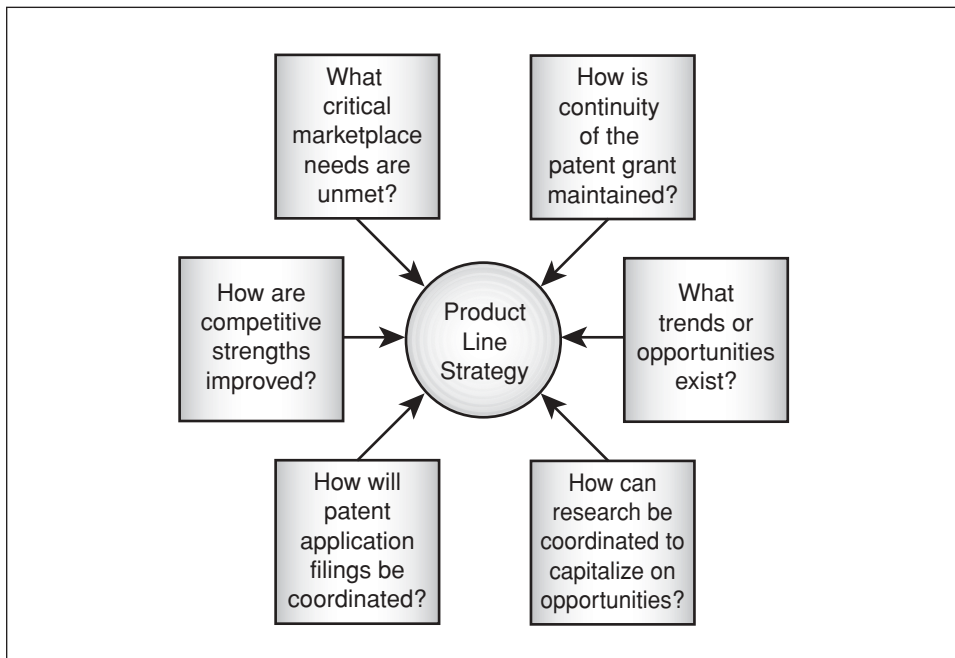 What
critical
marketplace
needs are
unmet?
How is
continuity
of the
patent grant
maintained?
How are
competitive
strengths
improved?
Product
Line
Strategy
What
trends or
opportunities
exist?
How will
patent
application
filings be
coordinated?
How can
research be
coordinated to
capitalize on
opportunities?